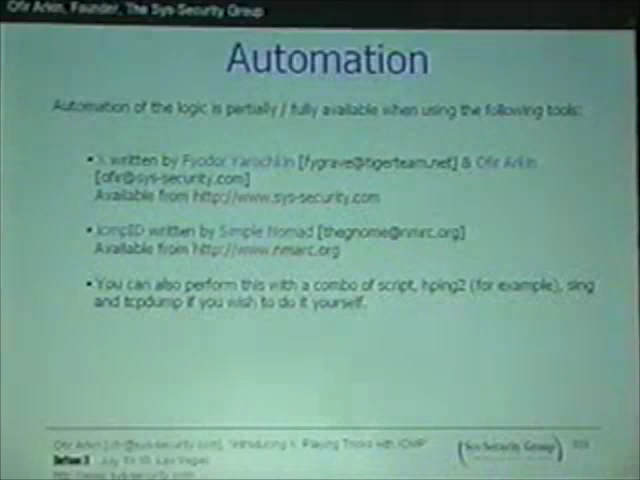 Ofir Arkin, Founder, The Sys-Security Group
Automation
Automation of the logic is partially / fully available when using the following tools:
• X written by Fyodor Yarochkin [fygrave@tigerteam.net] & Ofir Arkin
[ofir@sys-security.com]
Available from http://www.sys-security.com
• IcmpID written by Simple Nomad [thegnome@nmrc.org]
Available from http://www.nmarc.org
• You can also perform this with a combo of script, hping2 (for example), sing
and tcpdump if you wish to do it yourself.
Ofir Arkin [ofir@sys-security.com], "Introducing X: Playing Tricks with ICMP"
(Sys-Security Group)
July Las Vegas
http://www.sys-security.com